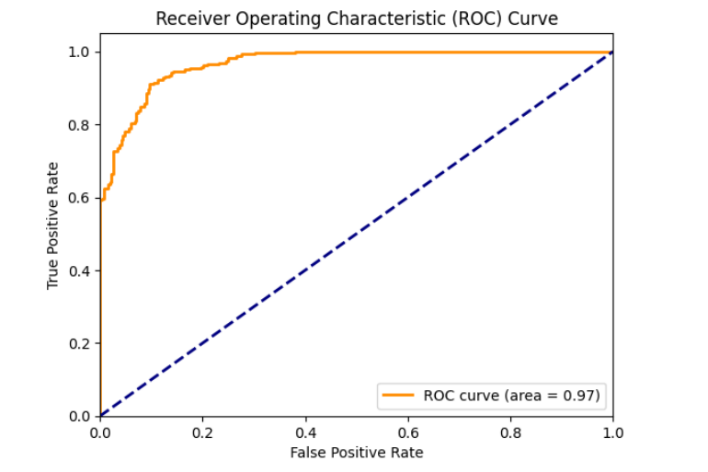 Receiver Operating Characteristic (ROC) Curve
1.0
0.8
0.6
0.4
0.2
0.0
True Positive Rate
0.0 0.2 0.4 0.6 0.8 1.0
False Positive Rate
ROC curve (area = 0.97)